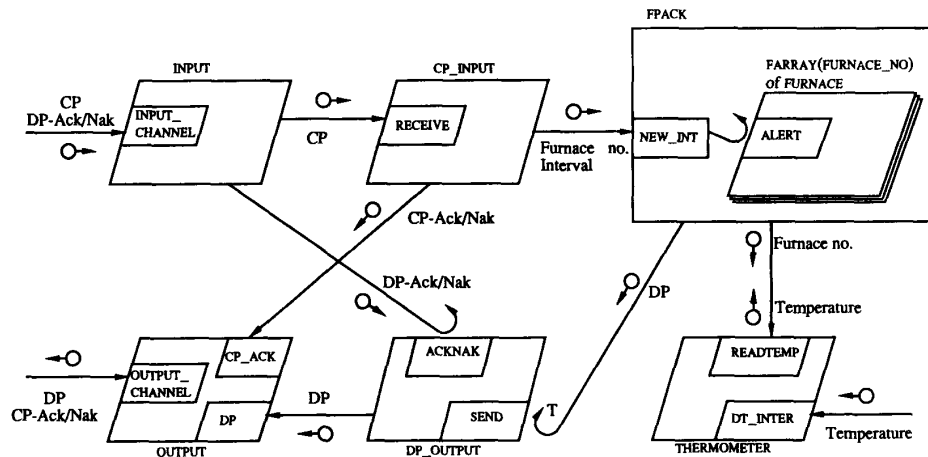 FPACK
INPUT
CP_INPUT
FARRAY(FURNACE_NO)
of FURNACE
CP
DP-Ack/Nak
INPUT_
CHANNEL
CP
RECEIVE
Furnace no.
Interval
NEW_INT
ALERT
CP-Ack/Nak
DP-Ack/Nak
DP
Furnace no.
Temperature
CP_ACK
OUTPUT_
CHANNEL
DP
CP-Ack/Nak
DP
OUTPUT
DP
ACKNAK
SEND
DP_OUTPUT
T
READTEMP
DT_INTER
THERMOMETER
Temperature